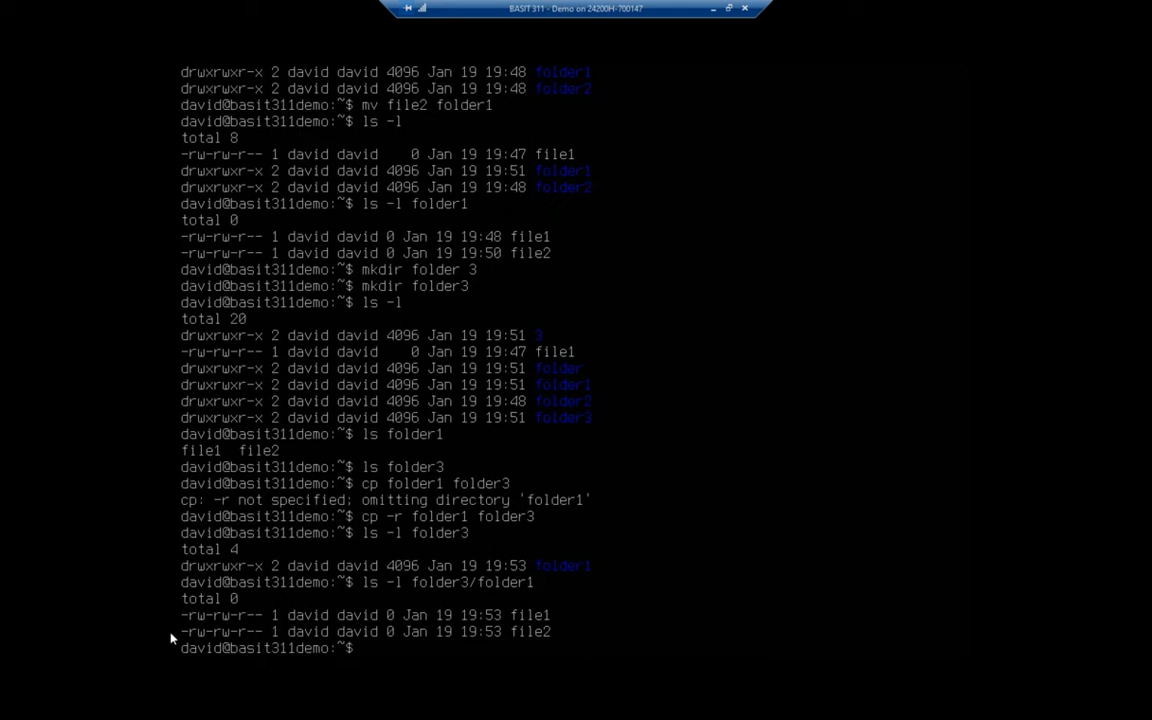 BASIT 311 - Demo on 24200H-700147
drwxrwxr-x 2 david david 4096 Jan 19 19:48 folder1
drwxrwxr-x 2 david david 4096 Jan 19 19:48 folder2
david@basit311demo:~$ mv file2 folder1
david@basit311demo:~$ ls -l
total 8
-rw-rw-r-- 1 david david    0 Jan 19 19:47 file1
drwxrwxr-x 2 david david 4096 Jan 19 19:51 folder1
drwxrwxr-x 2 david david 4096 Jan 19 19:48 folder2
david@basit311demo:~$ ls -l folder1
total 0
-rw-rw-r-- 1 david david 0 Jan 19 19:48 file1
-rw-rw-r-- 1 david david 0 Jan 19 19:50 file2
david@basit311demo:~$ mkdir folder 3
david@basit311demo:~$ mkdir folder3
david@basit311demo:~$ ls -l
total 20
drwxrwxr-x 2 david david 4096 Jan 19 19:51 3
-rw-rw-r-- 1 david david    0 Jan 19 19:47 file1
drwxrwxr-x 2 david david 4096 Jan 19 19:51 folder
drwxrwxr-x 2 david david 4096 Jan 19 19:51 folder1
drwxrwxr-x 2 david david 4096 Jan 19 19:48 folder2
drwxrwxr-x 2 david david 4096 Jan 19 19:51 folder3
david@basit311demo:~$ ls folder1
file1  file2
david@basit311demo:~$ ls folder3
david@basit311demo:~$ cp folder1 folder3
cp: -r not specified; omitting directory 'folder1'
david@basit311demo:~$ cp -r folder1 folder3
david@basit311demo:~$ ls -l folder3
total 4
drwxrwxr-x 2 david david 4096 Jan 19 19:53 folder1
david@basit311demo:~$ ls -l folder3/folder1
total 0
-rw-rw-r-- 1 david david 0 Jan 19 19:53 file1
-rw-rw-r-- 1 david david 0 Jan 19 19:53 file2
david@basit311demo:~$